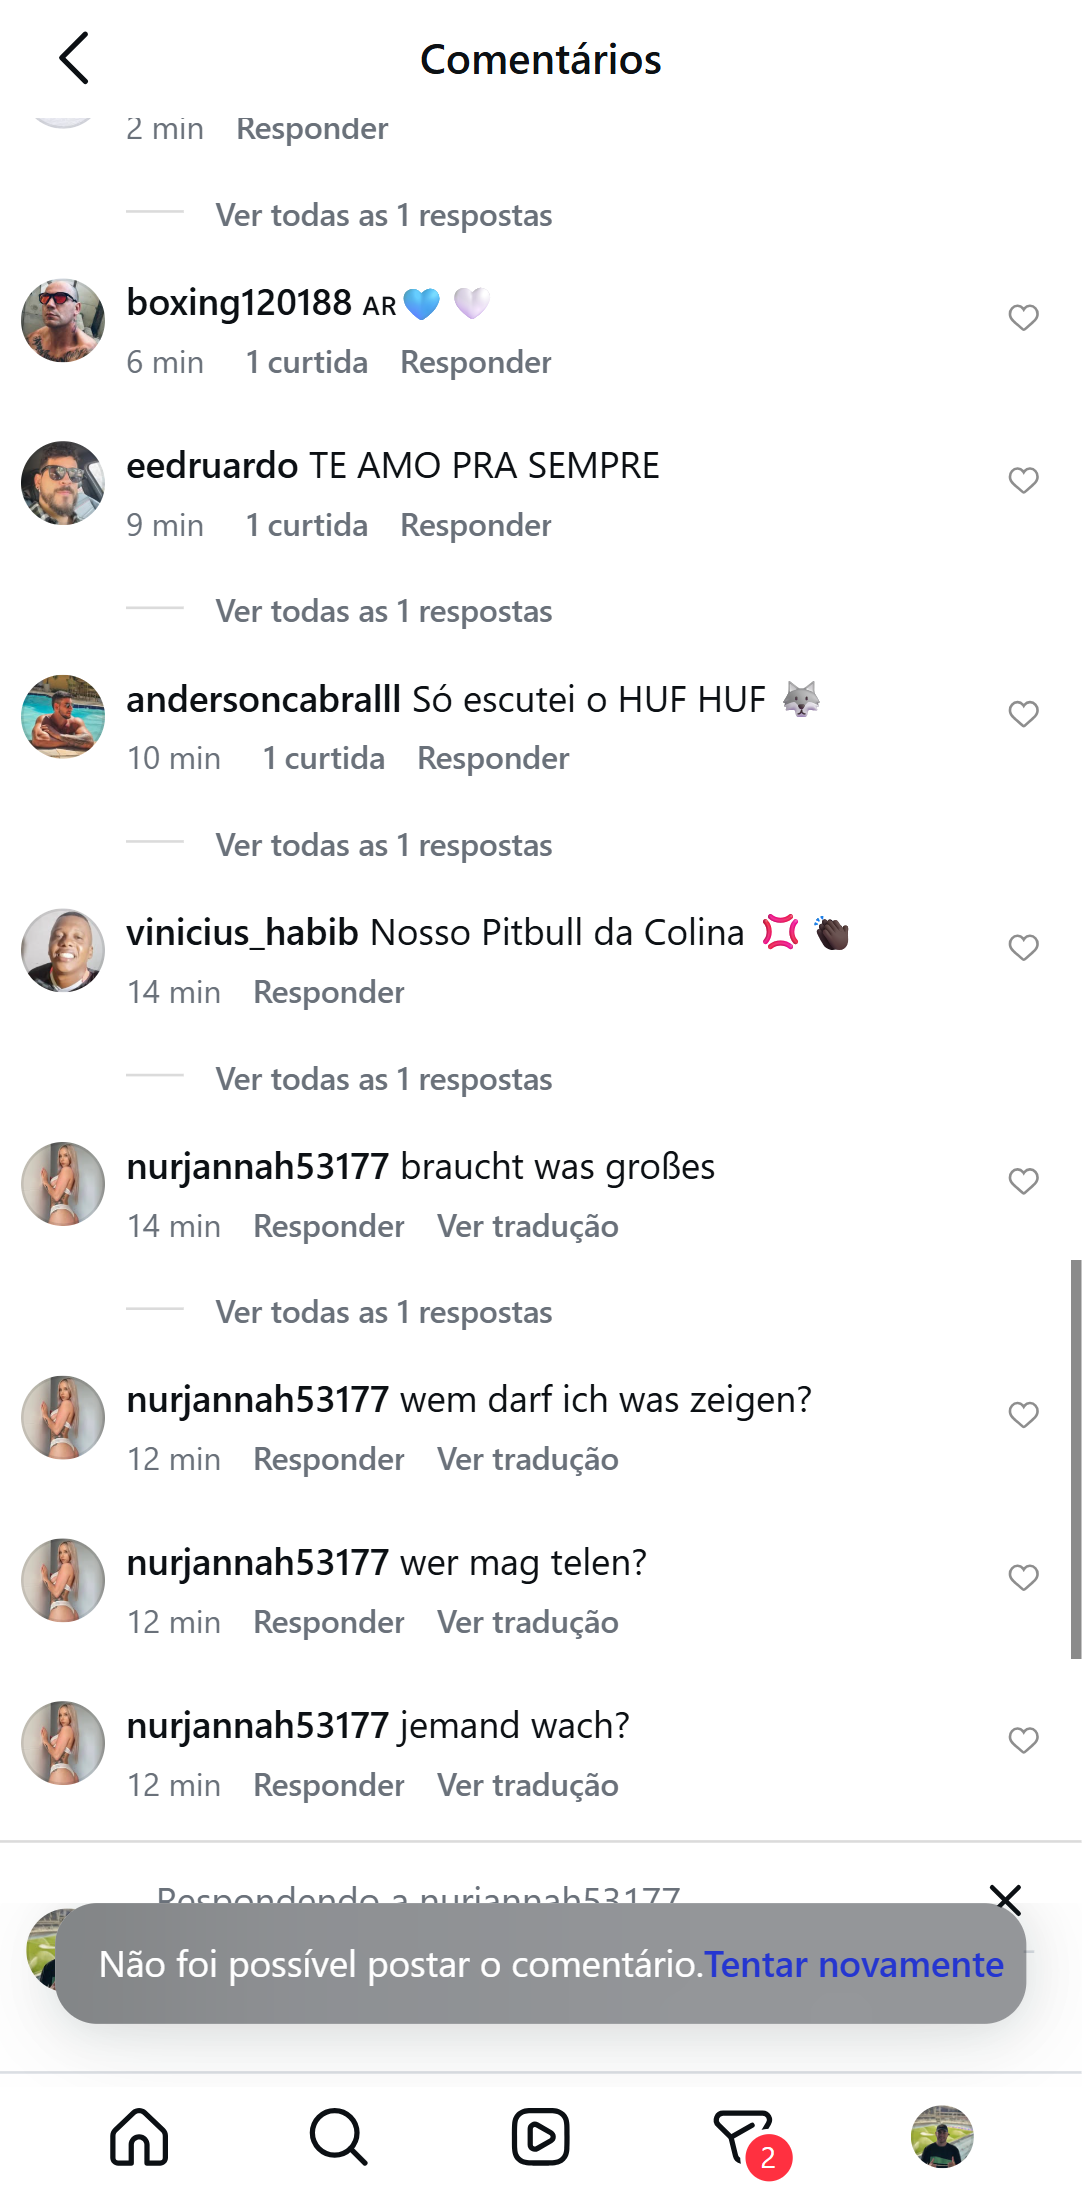 Comentários
2 min Responder
Ver todas as 1 respostas
boxing120188 ᴀʀ🩵 🤍
6 min 1 curtida Responder
eedruardo TE AMO PRA SEMPRE
9 min 1 curtida Responder
Ver todas as 1 respostas
andersoncabralll Só escutei o HUF HUF 🐺
10 min 1 curtida Responder
Ver todas as 1 respostas
vinicius_habib Nosso Pitbull da Colina 💢 👏🏿
14 min Responder
Ver todas as 1 respostas
nurjannah53177 braucht was großes
14 min Responder Ver tradução
Ver todas as 1 respostas
nurjannah53177 wem darf ich was zeigen?
12 min Responder Ver tradução
nurjannah53177 wer mag telen?
12 min Responder Ver tradução
nurjannah53177 jemand wach?
12 min Responder Ver tradução
Respondendo a nurjannah53177
Não foi possível postar o comentário.Tentar novamente
2